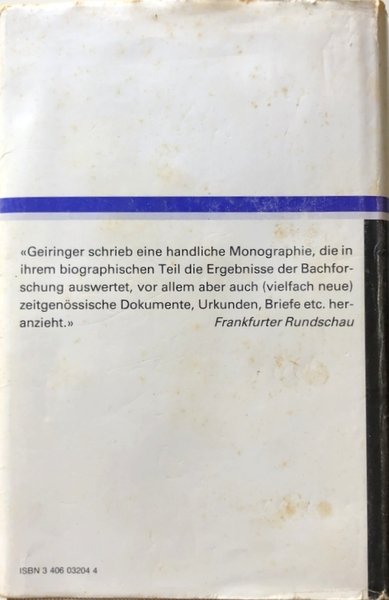 «Geiringer schrieb eine handliche Monographie, die in
ihrem biographischen Teil die Ergebnisse der Bachfor-
schung auswertet, vor allem aber auch (vielfach neue)
zeitgenössische Dokumente, Urkunden, Briefe etc. her-
anzieht.» Frankfurter Rundschau
ISBN 3 406 03204 4